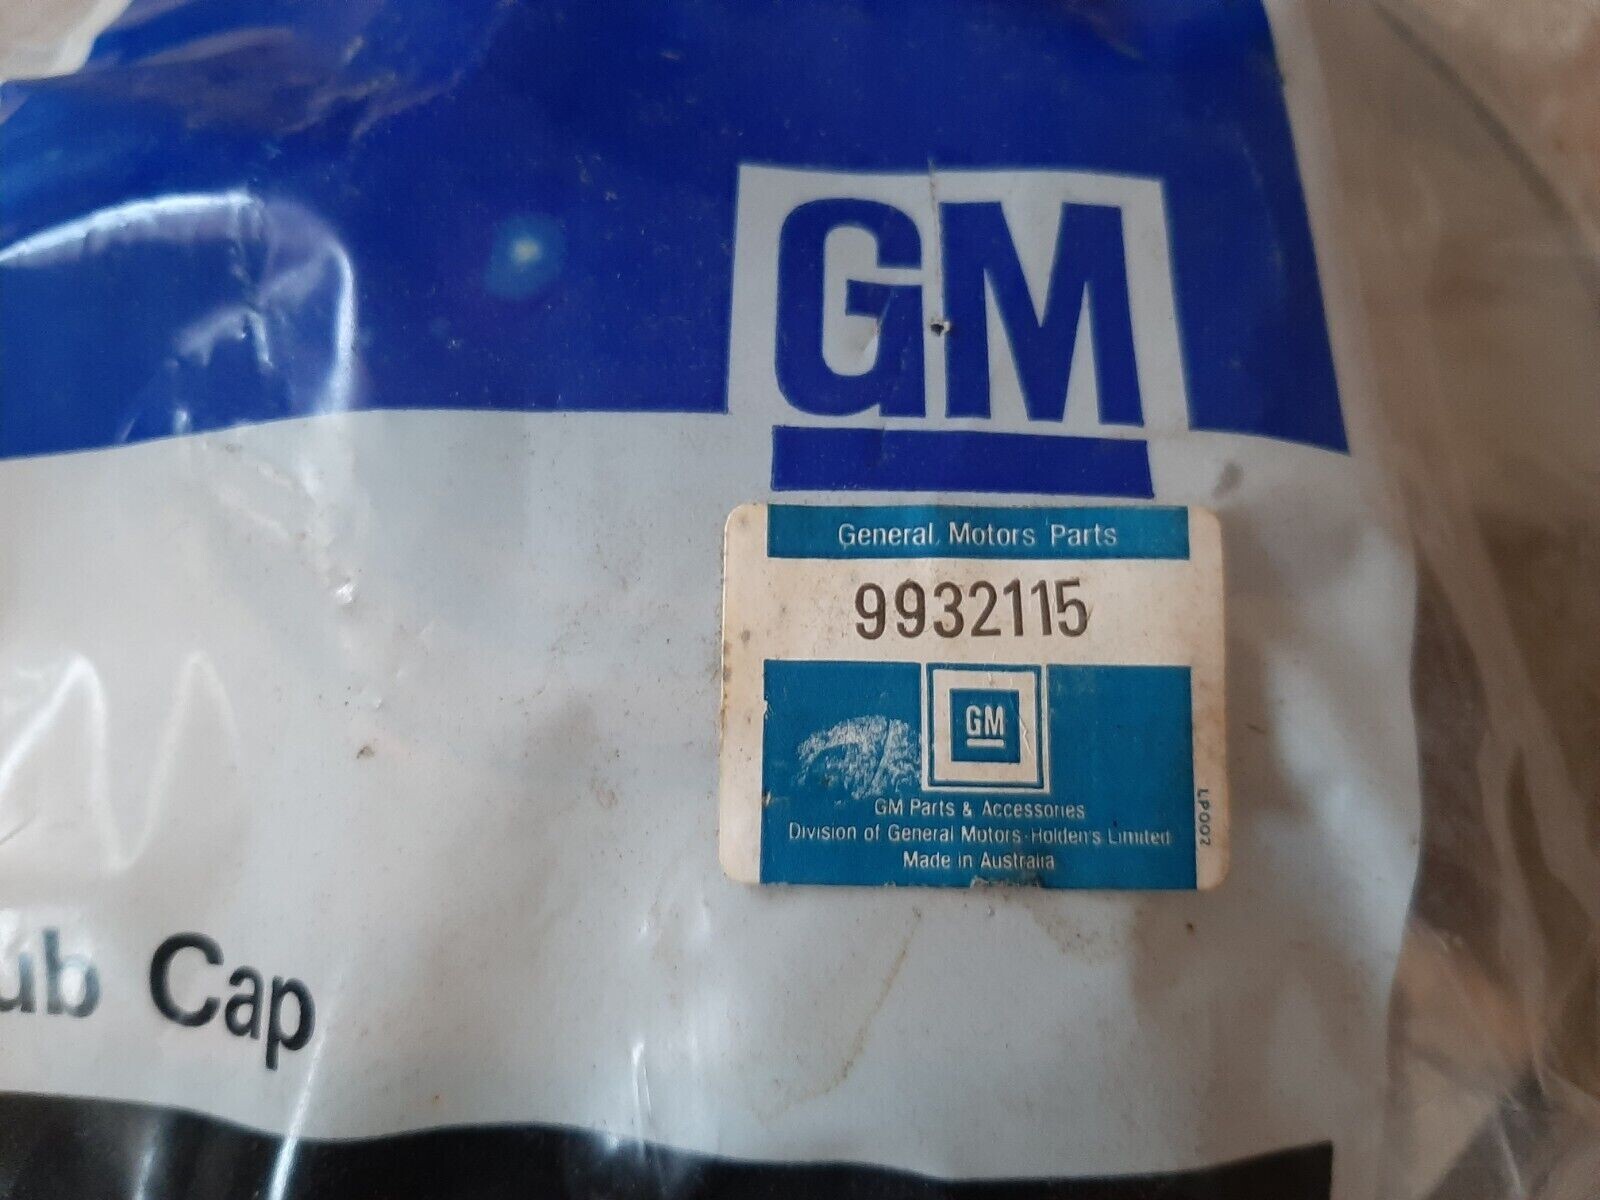 GM
General Motors Parts
9932115
GM
GM Parts & Accessories
Division of General Motors-Holden's Limited
Made in Australia
LP002
ub Cap